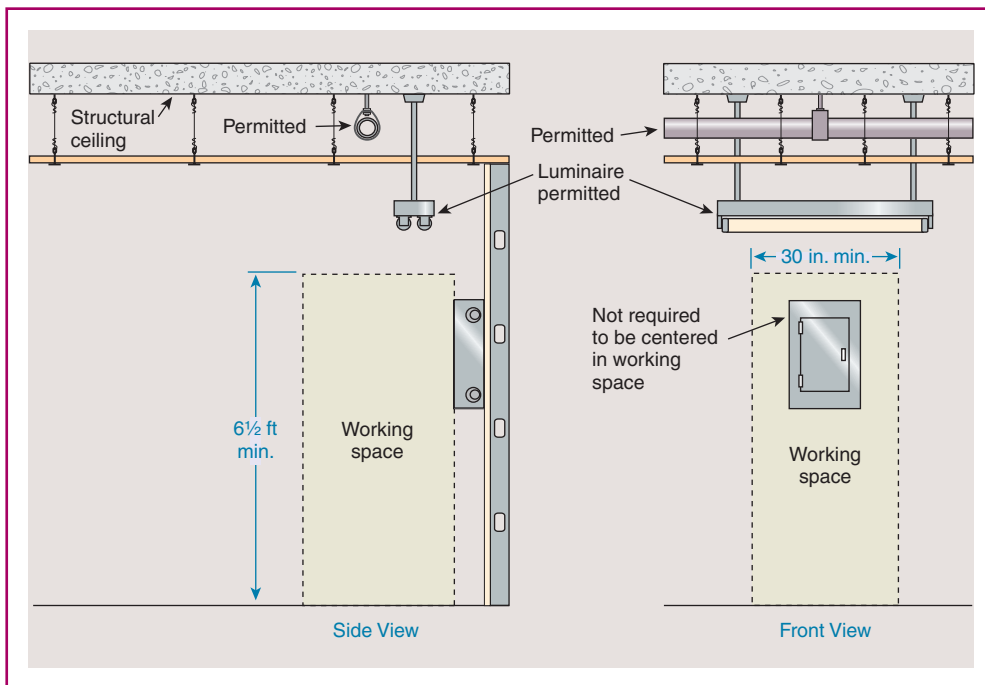 Structural
ceiling
Permitted
6½ ft
min.
Working
space
Side View
Permitted
Luminaire
permitted
30 in. min.
Not required
to be centered
in working
space
Working
space
Front View